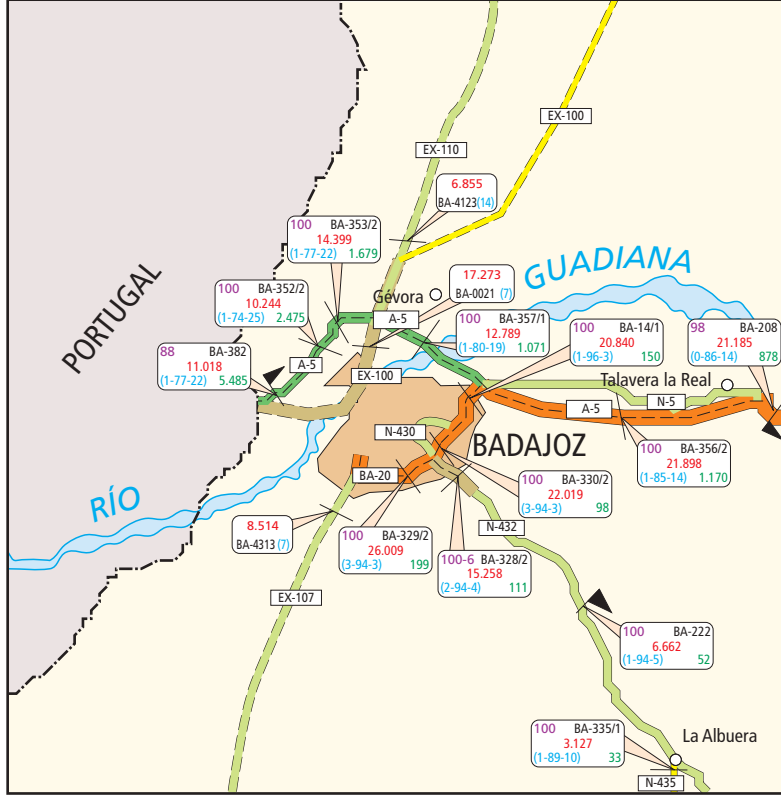 EX-100
EX-110
6.855
BA-4123(14)
100 BA-353/2
14.399
(1-77-22) 1.679
GUADIANA
17.273
BA-0021 (7)
PORTUGAL
100 BA-352/2
10.244
(1-74-25) 2.475
Gévora
A-5
100 BA-357/1
12.789
(1-80-19) 1.071
100 BA-14/1
20.840
(1-96-3) 150
98 BA-208
21.185
(0-86-14) 878
88 BA-382
11.018
(1-77-22) 5.485
A-5
EX-100
Talavera la Real
N-5
A-5
N-430
BADAJOZ
100 BA-356/2
21.898
(1-85-14) 1.170
BA-20
100 BA-330/2
22.019
(3-94-3) 98
RÍO
8.514
BA-4313 (7)
100 BA-329/2
26.009
(3-94-3) 199
N-432
100-6 BA-328/2
15.258
(2-94-4) 111
EX-107
100 BA-222
6.662
(1-94-5) 52
100 BA-335/1
3.127
(1-89-10) 33
La Albuera
N-435